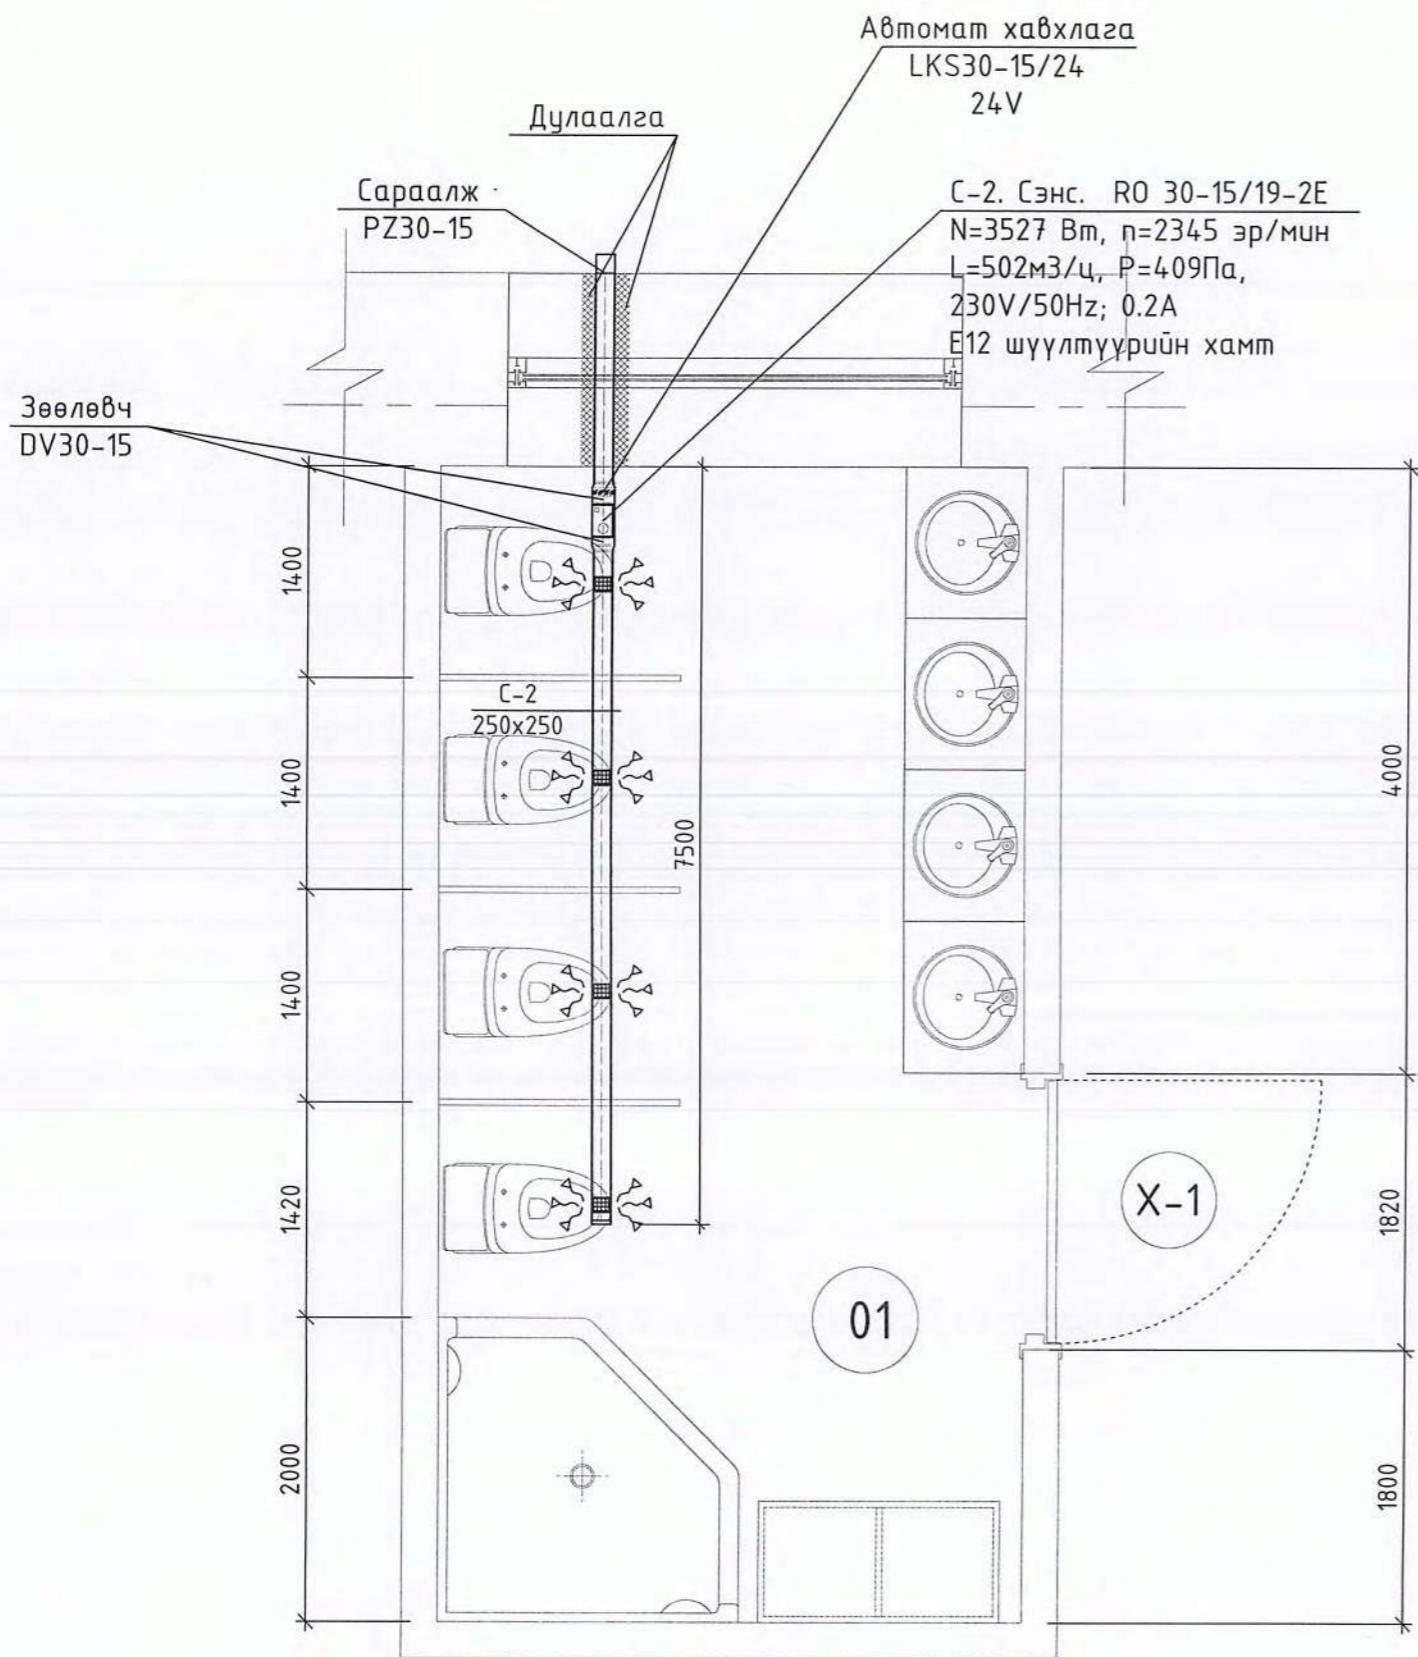 Автомат хавхлага
LKS30-15/24
24V
Дулаалга
Сараалж
PZ30-15
С-2. Сэнс. RO 30-15/19-2E
N=3527 Вт, n=2345 эр/мин
L=502м3/ц, P=409Па,
230V/50Hz; 0.2A
E12 шүүлтүүрийн хамт
Зөөлөвч
DV30-15
1400
С-2
250x250
1400
7500
4000
1400
1420
X-1
1820
01
2000
1800